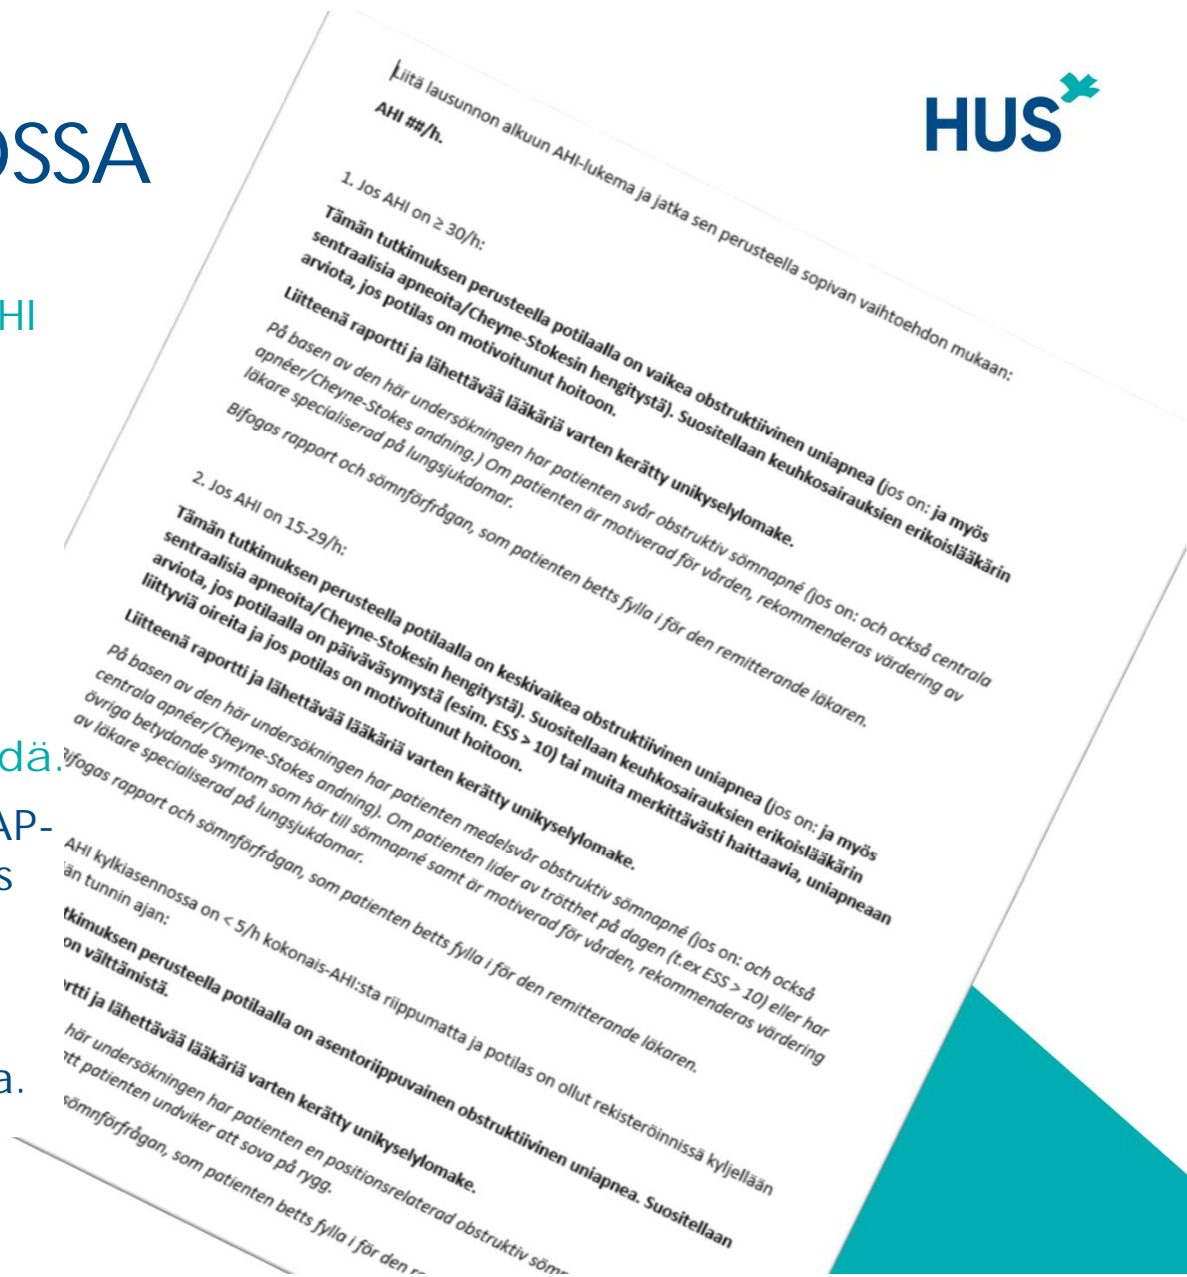 OSSA
HI
dä.
AP-
s
a.
HUS
Liitä lausunnon alkuun AHI-lukema ja jatka sen perusteella sopivan vaihtoehdon mukaan:
AHI ##/h.
1. Jos AHI on ≥ 30/h:
Tämän tutkimuksen perusteella potilaalla on vaikea obstruktiivinen uniapnea (jos on: ja myös
sentraalisia apneoita/Cheyne-Stokesin hengitystä). Suositellaan keuhkosairauksien erikoislääkärin
arviota, jos potilas on motivoitunut hoitoon.
Liitteenä raportti ja lähettävää lääkäriä varten kerätty unikyselylomake.
På basen av den här undersökningen har patienten svår obstruktiv sömnapné (jos on: och också centrala
apnéer/Cheyne-Stokes andning.) Om patienten är motiverad för vården, rekommenderas värdering av
läkare specialiserad på lungsjukdomar.
Bifogas rapport och sömnförfrågan, som patienten betts fylla i för den remitterande läkaren.
2. Jos AHI on 15-29/h:
Tämän tutkimuksen perusteella potilaalla on keskivaikea obstruktiivinen uniapnea (jos on: ja myös
sentraalisia apneoita/Cheyne-Stokesin hengitystä). Suositellaan keuhkosairauksien erikoislääkärin
arviota, jos potilaalla on päiväväsymystä (esim. ESS > 10) tai muita merkittävästi haittaavia, uniapneaan
liittyviä oireita ja jos potilas on motivoitunut hoitoon.
Liitteenä raportti ja lähettävää lääkäriä varten kerätty unikyselylomake.
På basen av den här undersökningen har patienten medelsvår obstruktiv sömnapné (jos on: och också
centrala apnéer/Cheyne-Stokes andning). Om patienten lider av trötthet på dagen (t.ex ESS > 10) eller har
övriga betydande symtom som hör till sömnapné samt är motiverad för vården, rekommenderas värdering
av läkare specialiserad på lungsjukdomar.
Bifogas rapport och sömnförfrågan, som patienten betts fylla i för den remitterande läkaren.
AHI kylkiasennossa on < 5/h kokonais-AHI:sta riippumatta ja potilas on ollut rekisteröinnissä kyljellään
än tunnin ajan:
tkimuksen perusteella potilaalla on asentoriippuvainen obstruktiivinen uniapnea. Suositellaan
on välttämistä.
rtti ja lähettävää lääkäriä varten kerätty unikyselylomake.
här undersökningen har patienten en positionsrelaterad obstruktiv sömn
att patienten undviker att sova på rygg.
sömnförfrågan, som patienten betts fylla i för den re